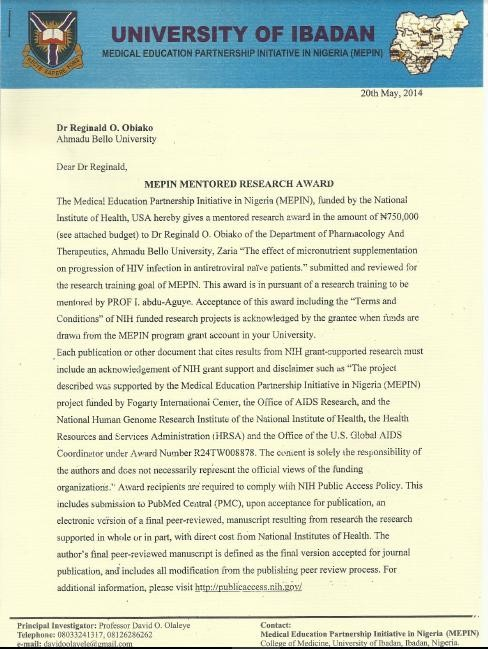 UNIVERSITY OF IBADAN
MEDICAL EDUCATION PARTNERSHIP INITIATIVE IN NIGERIA (MEPIN)
20th May, 2014
Dr Reginald O. Obiako
Ahmadu Bello University
Dear Dr Reginald,
MEPIN MENTORED RESEARCH AWARD
The Medical Education Partnership Initiative in Nigeria (MEPIN), funded by the National
Institute of Health, USA hereby gives a mentored research award in the amount of ₦750,000
(see attached budget) to Dr Reginald O. Obiako of the Department of Pharmacology And
Therapeutics, Ahmadu Bello University, Zaria “The effect of micronutrient supplementation
on progression of HIV infection in antiretroviral naïve patients.” submitted and reviewed for
the research training goal of MEPIN. This award is in pursuant of a research training to be
mentored by PROF I. abdu-Aguye. Acceptance of this award including the “Terms and
Conditions” of NIH funded research projects is acknowledged by the grantee when funds are
drawn from the MEPIN program grant account in your University.
Each publication or other document that cites results from NIH grant-supported research must
include an acknowledgement of NIH grant support and disclaimer such as “The project
described was supported by the Medical Education Partnership Initiative in Nigeria (MEPIN)
project funded by Fogarty International Center, the Office of AIDS Research, and the
National Human Genome Research Institute of the National Institute of Health, the Health
Resources and Services Administration (HRSA) and the Office of the U.S. Global AIDS
Coordinator under Award Number R24TW008878. The content is solely the responsibility of
the authors and does not necessarily represent the official views of the funding
organizations.” Award recipients are required to comply with NIH Public Access Policy. This
includes submission to PubMed Central (PMC), upon acceptance for publication, an
electronic version of a final peer-reviewed, manuscript resulting from research the research
supported in whole or in part, with direct cost from National Institutes of Health. The
author’s final peer-reviewed manuscript is defined as the final version accepted for journal
publication, and includes all modification from the publishing peer review process. For
additional information, please visit http://publicaccess.nih.gov/
Principal Investigator: Professor David O. Olaleye
Telephone: 08033241317, 08126286262
e-mail: davidoolayele@gmail.com
Contact:
Medical Education Partnership Initiative in Nigeria (MEPIN)
College of Medicine, University of Ibadan, Ibadan, Nigeria.